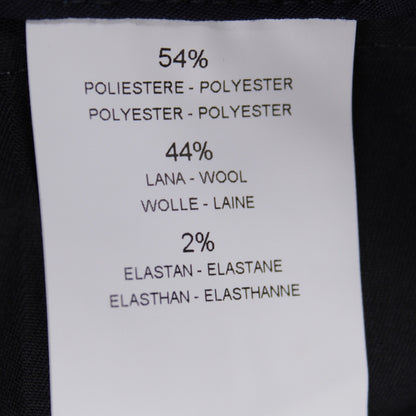 54%
POLIESTERE - POLYESTER
POLYESTER - POLYESTER
44%
LANA - WOOL
WOLLE - LAINE
2%
ELASTAN - ELASTANE
ELASTHAN - ELASTHANNE